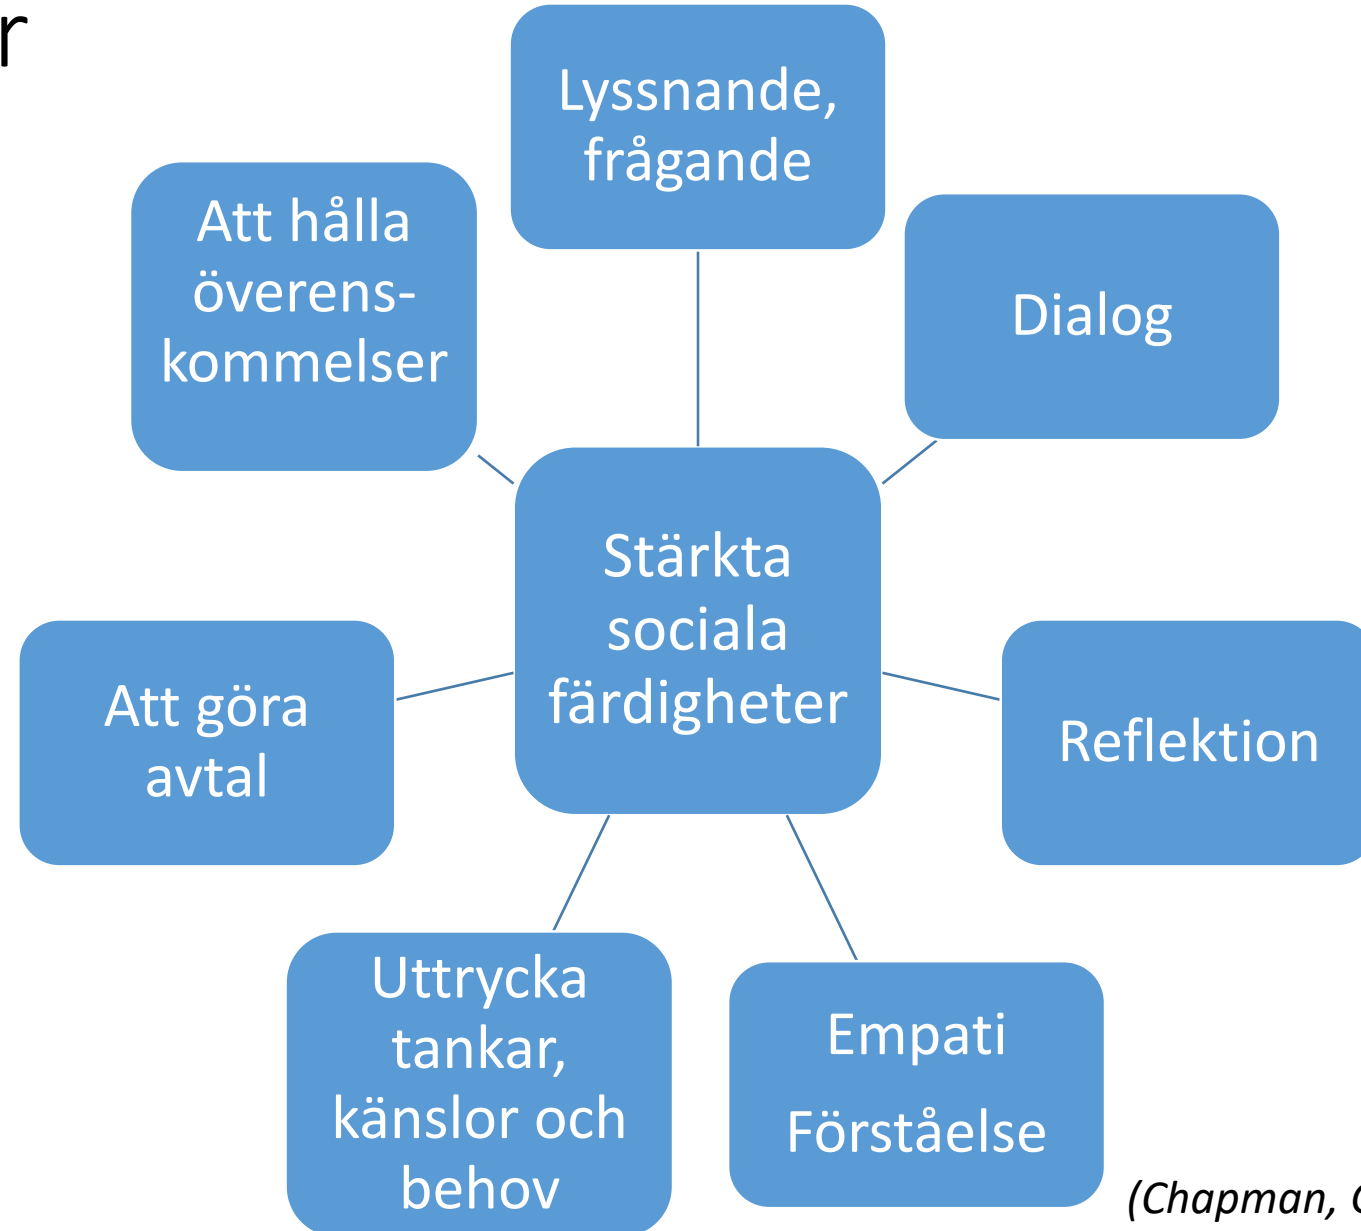 r
Lyssnande,
frågande
Dialog
Reflektion
Empati
Förståelse
Uttrycka
tankar,
känslor och
behov
Att göra
avtal
Att hålla
överens-
kommelser
Stärkta
sociala
färdigheter
(Chapman,